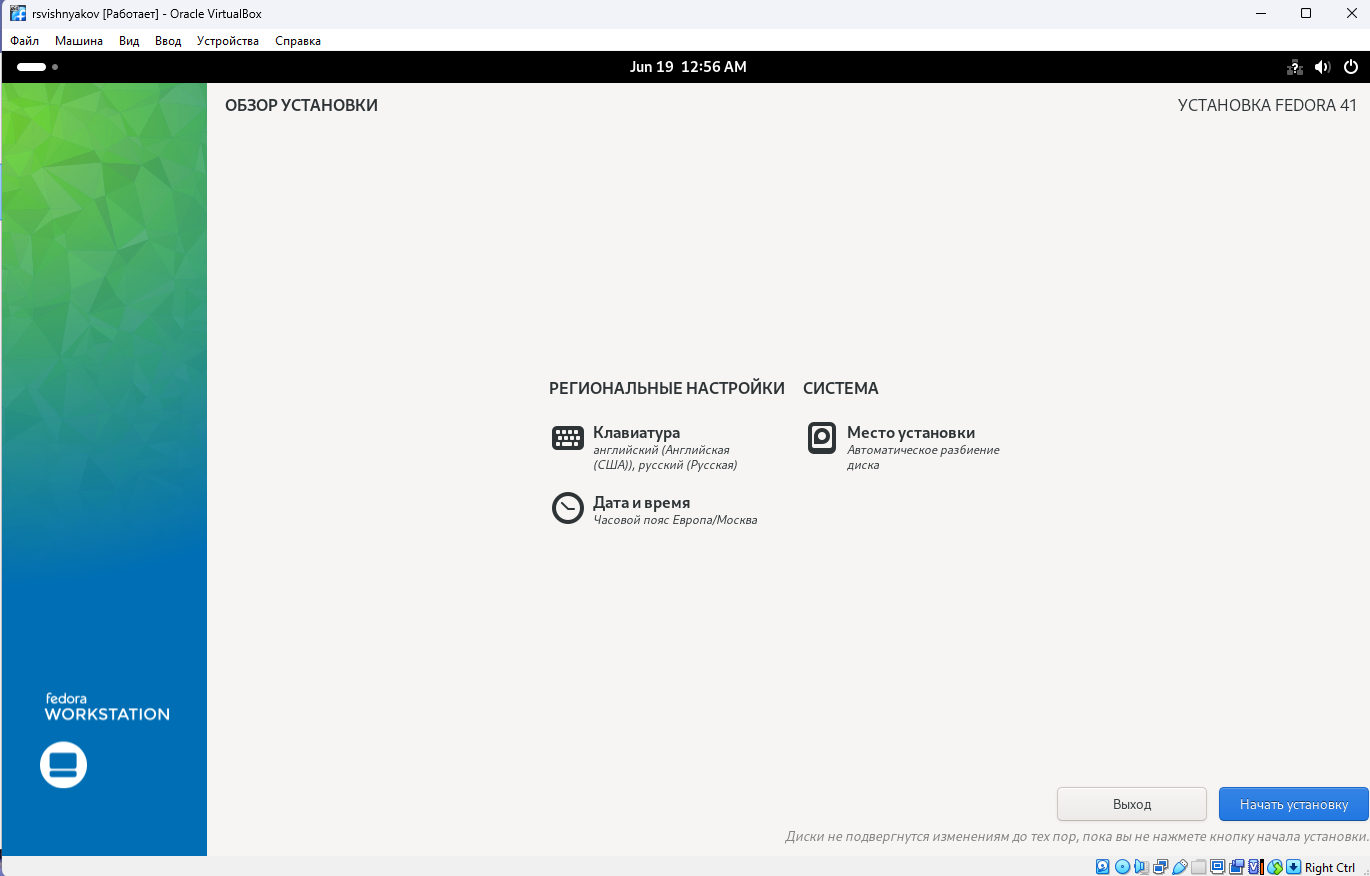 rsvishnyakov [Работает] - Oracle VirtualBox
Файл Машина Вид Ввод Устройства Справка
Jun 19 12:56 AM
ОБЗОР УСТАНОВКИ
УСТАНОВКА FEDORA 41
РЕГИОНАЛЬНЫЕ НАСТРОЙКИ
Клавиатура
английский (Английская
(США)), русский (Русская)
Дата и время
Часовой пояс Европа/Москва
СИСТЕМА
Место установки
Автоматическое разбиение
диска
fedora
WORKSTATION
Выход
Начать установку
Диски не подвергнутся изменениям до тех пор, пока вы не нажмете кнопку начала установки.
Right Ctrl